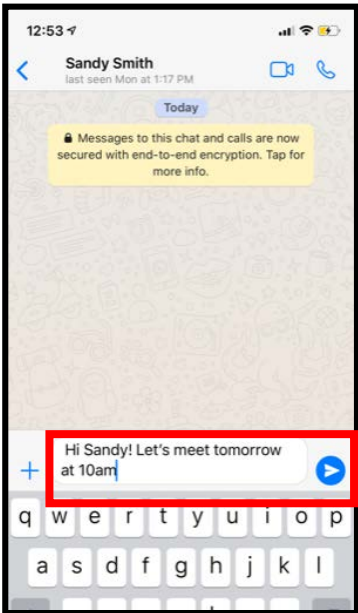 12:53
Sandy Smith
last seen Mon at 1:17 PM
Today
Messages to this chat and calls are now
secured with end-to-end encryption. Tap for
more info.
Hi Sandy! Let's meet tomorrow
at 10am
q w e r t y u i o p
a s d f g h j k l